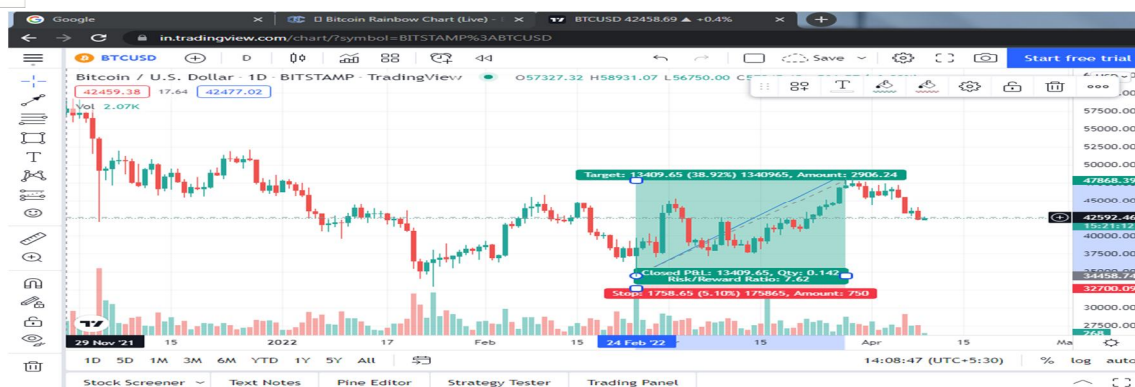 Google
Bitcoin Rainbow Chart (Live) -
BTCUSD 42458.69 ▲ +0.4%
in.tradingview.com/chart/?symbol=BITSTAMP%3ABTCUSD
BTCUSD
D
Save
Start free trial
Bitcoin / U.S. Dollar · 1D · BITSTAMP · TradingView
O57327.32 H58931.07 L56750.00
42459.38 17.64 42477.02
Vol 2.07K
57500.00
55000.00
52500.00
50000.00
Target: 13409.65 (38.92%) 1340965, Amount: 2906.24
47868.39
45000.00
42592.46
15:21:12
40000.00
37500.00
Closed P&L: 13409.65, Qty: 0.142
Risk/Reward Ratio: 7.62
34458.74
Stop: 1758.65 (5.10%) 175865, Amount: 750
32700.09
30000.00
27500.00
268
29 Nov '21 15 2022 17 Feb 15 24 Feb '22 15 Apr 15 Ma
1D 5D 1M 3M 6M YTD 1Y 5Y All
14:08:47 (UTC+5:30) % log auto
Stock Screener Text Notes Pine Editor Strategy Tester Trading Panel